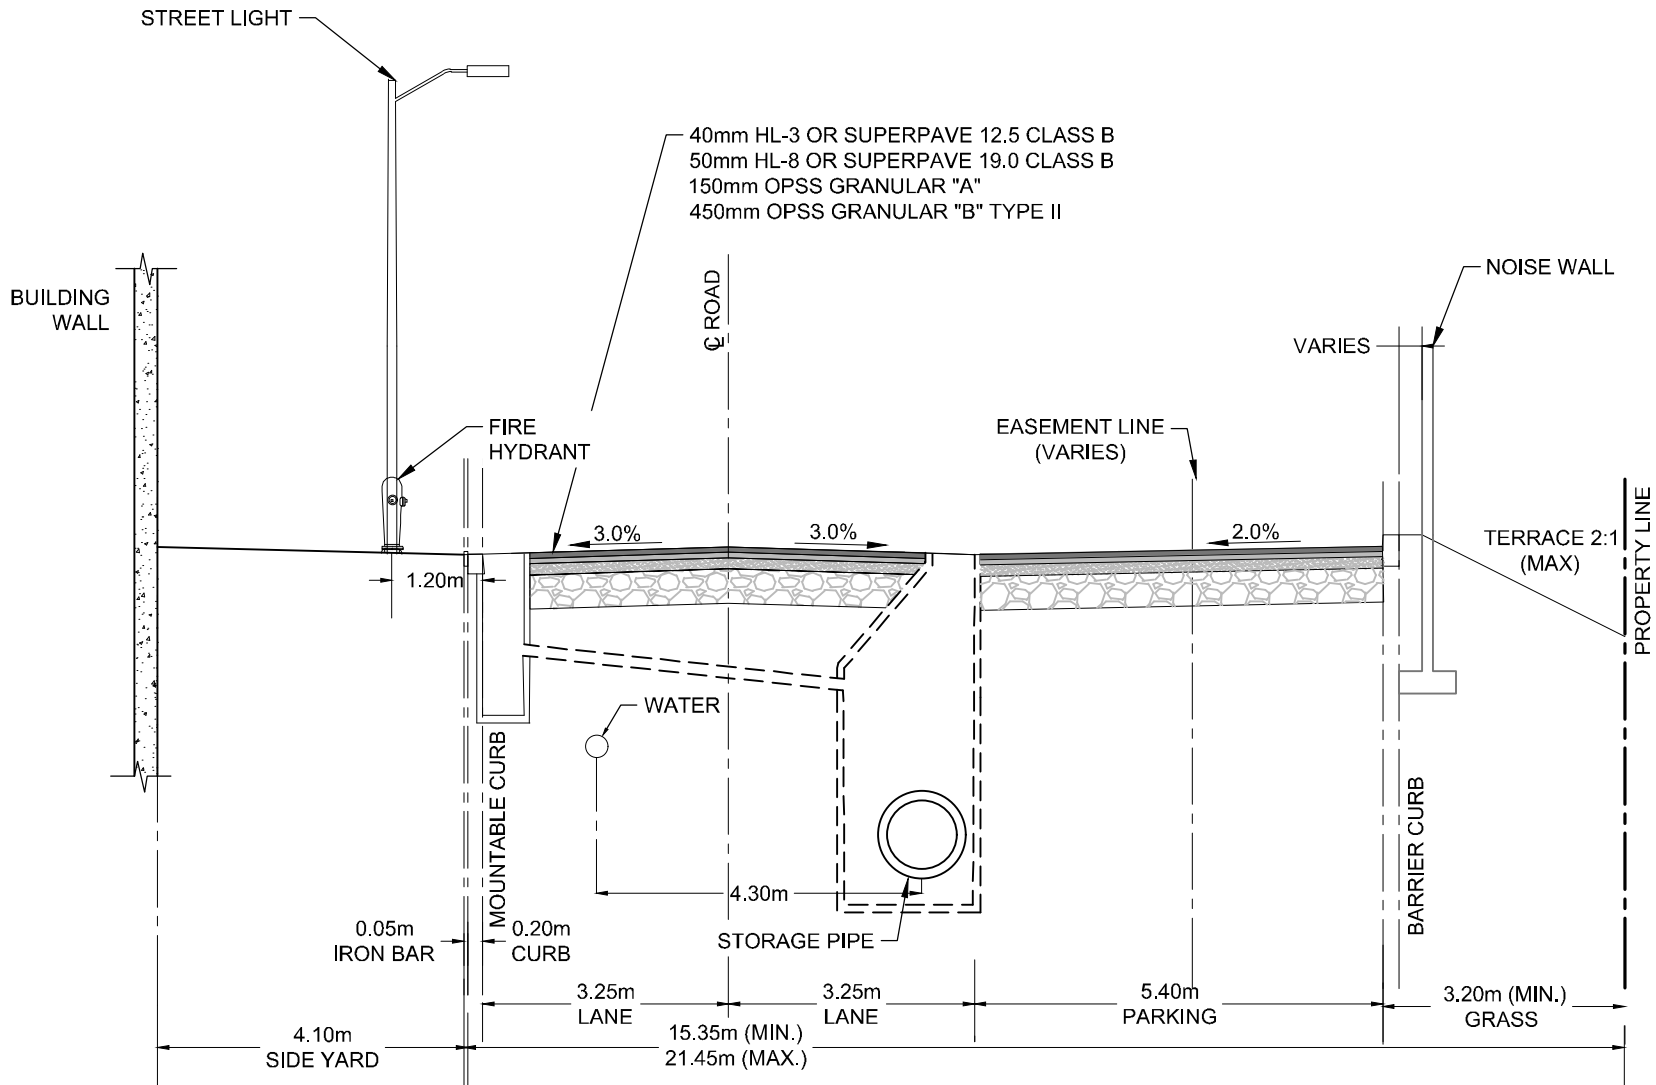 STREET LIGHT
40mm HL-3 OR SUPERPAVE 12.5 CLASS B
50mm HL-8 OR SUPERPAVE 19.0 CLASS B
150mm OPSS GRANULAR "A"
450mm OPSS GRANULAR "B" TYPE II
BUILDING
WALL
℄ ROAD
NOISE WALL
VARIES
FIRE
HYDRANT
EASEMENT LINE
(VARIES)
3.0%
3.0%
2.0%
TERRACE 2:1
(MAX)
PROPERTY LINE
1.20m
WATER
MOUNTABLE CURB
BARRIER CURB
4.30m
STORAGE PIPE
0.05m
IRON BAR
0.20m
CURB
3.25m
LANE
3.25m
LANE
5.40m
PARKING
3.20m (MIN.)
GRASS
4.10m
SIDE YARD
15.35m (MIN.)
21.45m (MAX.)